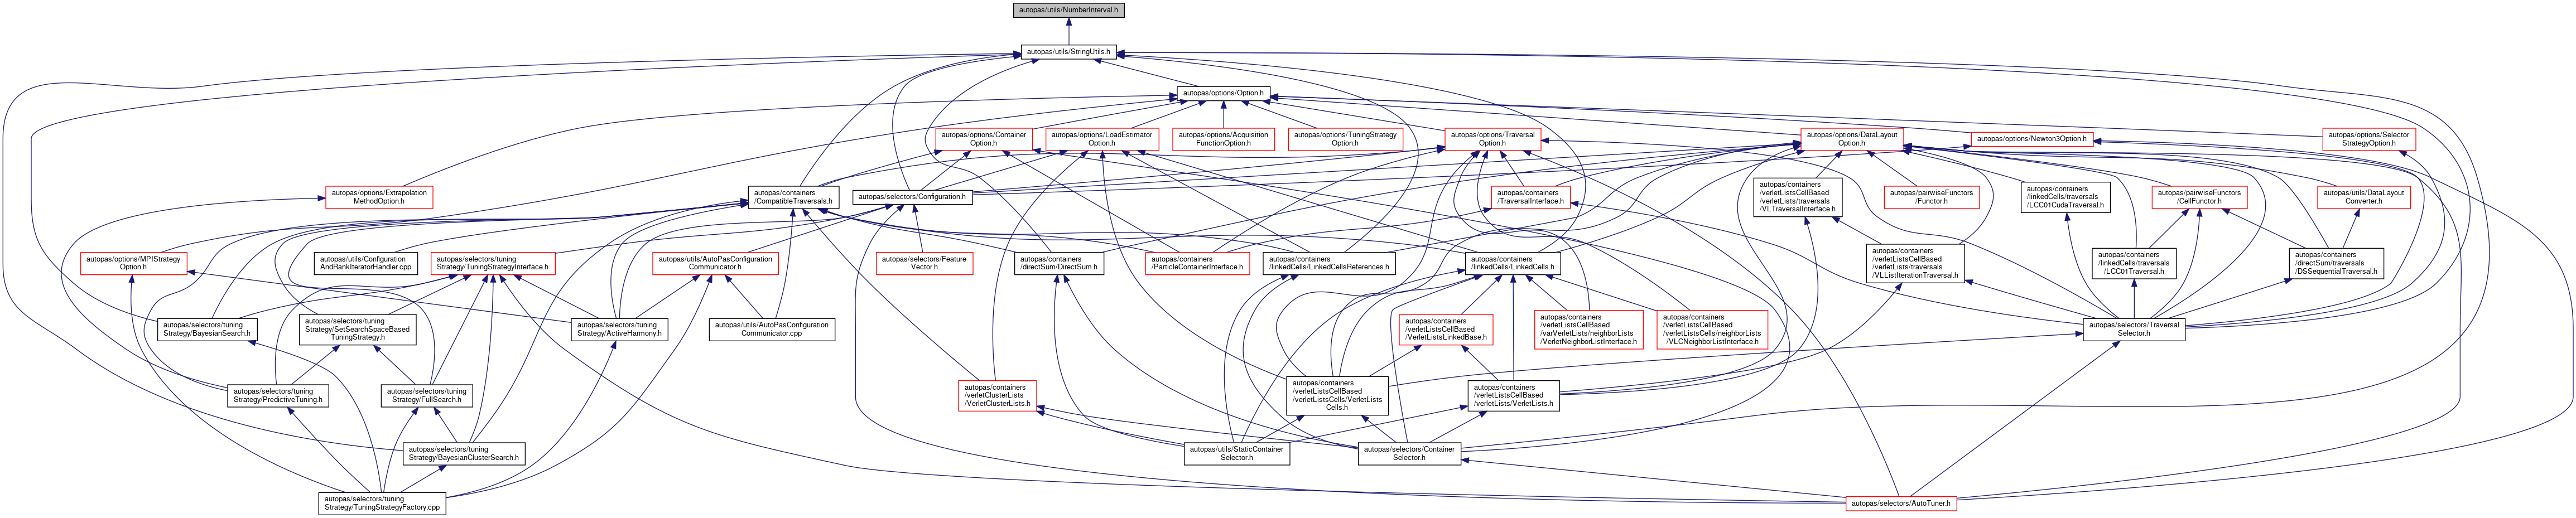 autopas/utils/NumberInterval.h
autopas/utils/StringUtils.h
autopas/options/Option.h
autopas/options/Container
Option.h
autopas/options/LoadEstimator
Option.h
autopas/options/Acquisition
FunctionOption.h
autopas/options/TuningStrategy
Option.h
autopas/options/Traversal
Option.h
autopas/options/DataLayout
Option.h
autopas/options/Newton3Option.h
autopas/options/Selector
StrategyOption.h
autopas/options/Extrapolation
MethodOption.h
autopas/containers
/CompatibleTraversals.h
autopas/selectors/Configuration.h
autopas/containers
/TraversalInterface.h
autopas/containers
/verletListsCellBased
/verletLists/traversals
/VLTraversalInterface.h
autopas/pairwiseFunctors
/Functor.h
autopas/containers
/linkedCells/traversals
/LCC01CudaTraversal.h
autopas/pairwiseFunctors
/CellFunctor.h
autopas/utils/DataLayout
Converter.h
autopas/options/MPIStrategy
Option.h
autopas/utils/Configuration
AndRankIteratorHandler.cpp
autopas/selectors/tuning
Strategy/TuningStrategyInterface.h
autopas/utils/AutoPasConfiguration
Communicator.h
autopas/selectors/Feature
Vector.h
autopas/containers
/directSum/DirectSum.h
autopas/containers
/ParticleContainerInterface.h
autopas/containers
/linkedCells/LinkedCellsReferences.h
autopas/containers
/linkedCells/LinkedCells.h
autopas/containers
/verletListsCellBased
/verletLists/traversals
/VLListIterationTraversal.h
autopas/containers
/linkedCells/traversals
/LCC01Traversal.h
autopas/containers
/directSum/traversals
/DSSequentialTraversal.h
autopas/selectors/tuning
Strategy/BayesianSearch.h
autopas/selectors/tuning
Strategy/SetSearchSpaceBased
TuningStrategy.h
autopas/selectors/tuning
Strategy/ActiveHarmony.h
autopas/utils/AutoPasConfiguration
Communicator.cpp
autopas/containers
/verletListsCellBased
/VerletListsLinkedBase.h
autopas/containers
/verletListsCellBased
/varVerletLists/neighborLists
/VerletNeighborListInterface.h
autopas/containers
/verletListsCellBased
/verletListsCells/neighborLists
/VLCNeighborListInterface.h
autopas/selectors/Traversal
Selector.h
autopas/selectors/tuning
Strategy/PredictiveTuning.h
autopas/selectors/tuning
Strategy/FullSearch.h
autopas/containers
/verletClusterLists
/VerletClusterLists.h
autopas/containers
/verletListsCellBased
/verletListsCells/VerletLists
Cells.h
autopas/containers
/verletListsCellBased
/verletLists/VerletLists.h
autopas/selectors/tuning
Strategy/BayesianClusterSearch.h
autopas/utils/StaticContainer
Selector.h
autopas/selectors/Container
Selector.h
autopas/selectors/tuning
Strategy/TuningStrategyFactory.cpp
autopas/selectors/AutoTuner.h